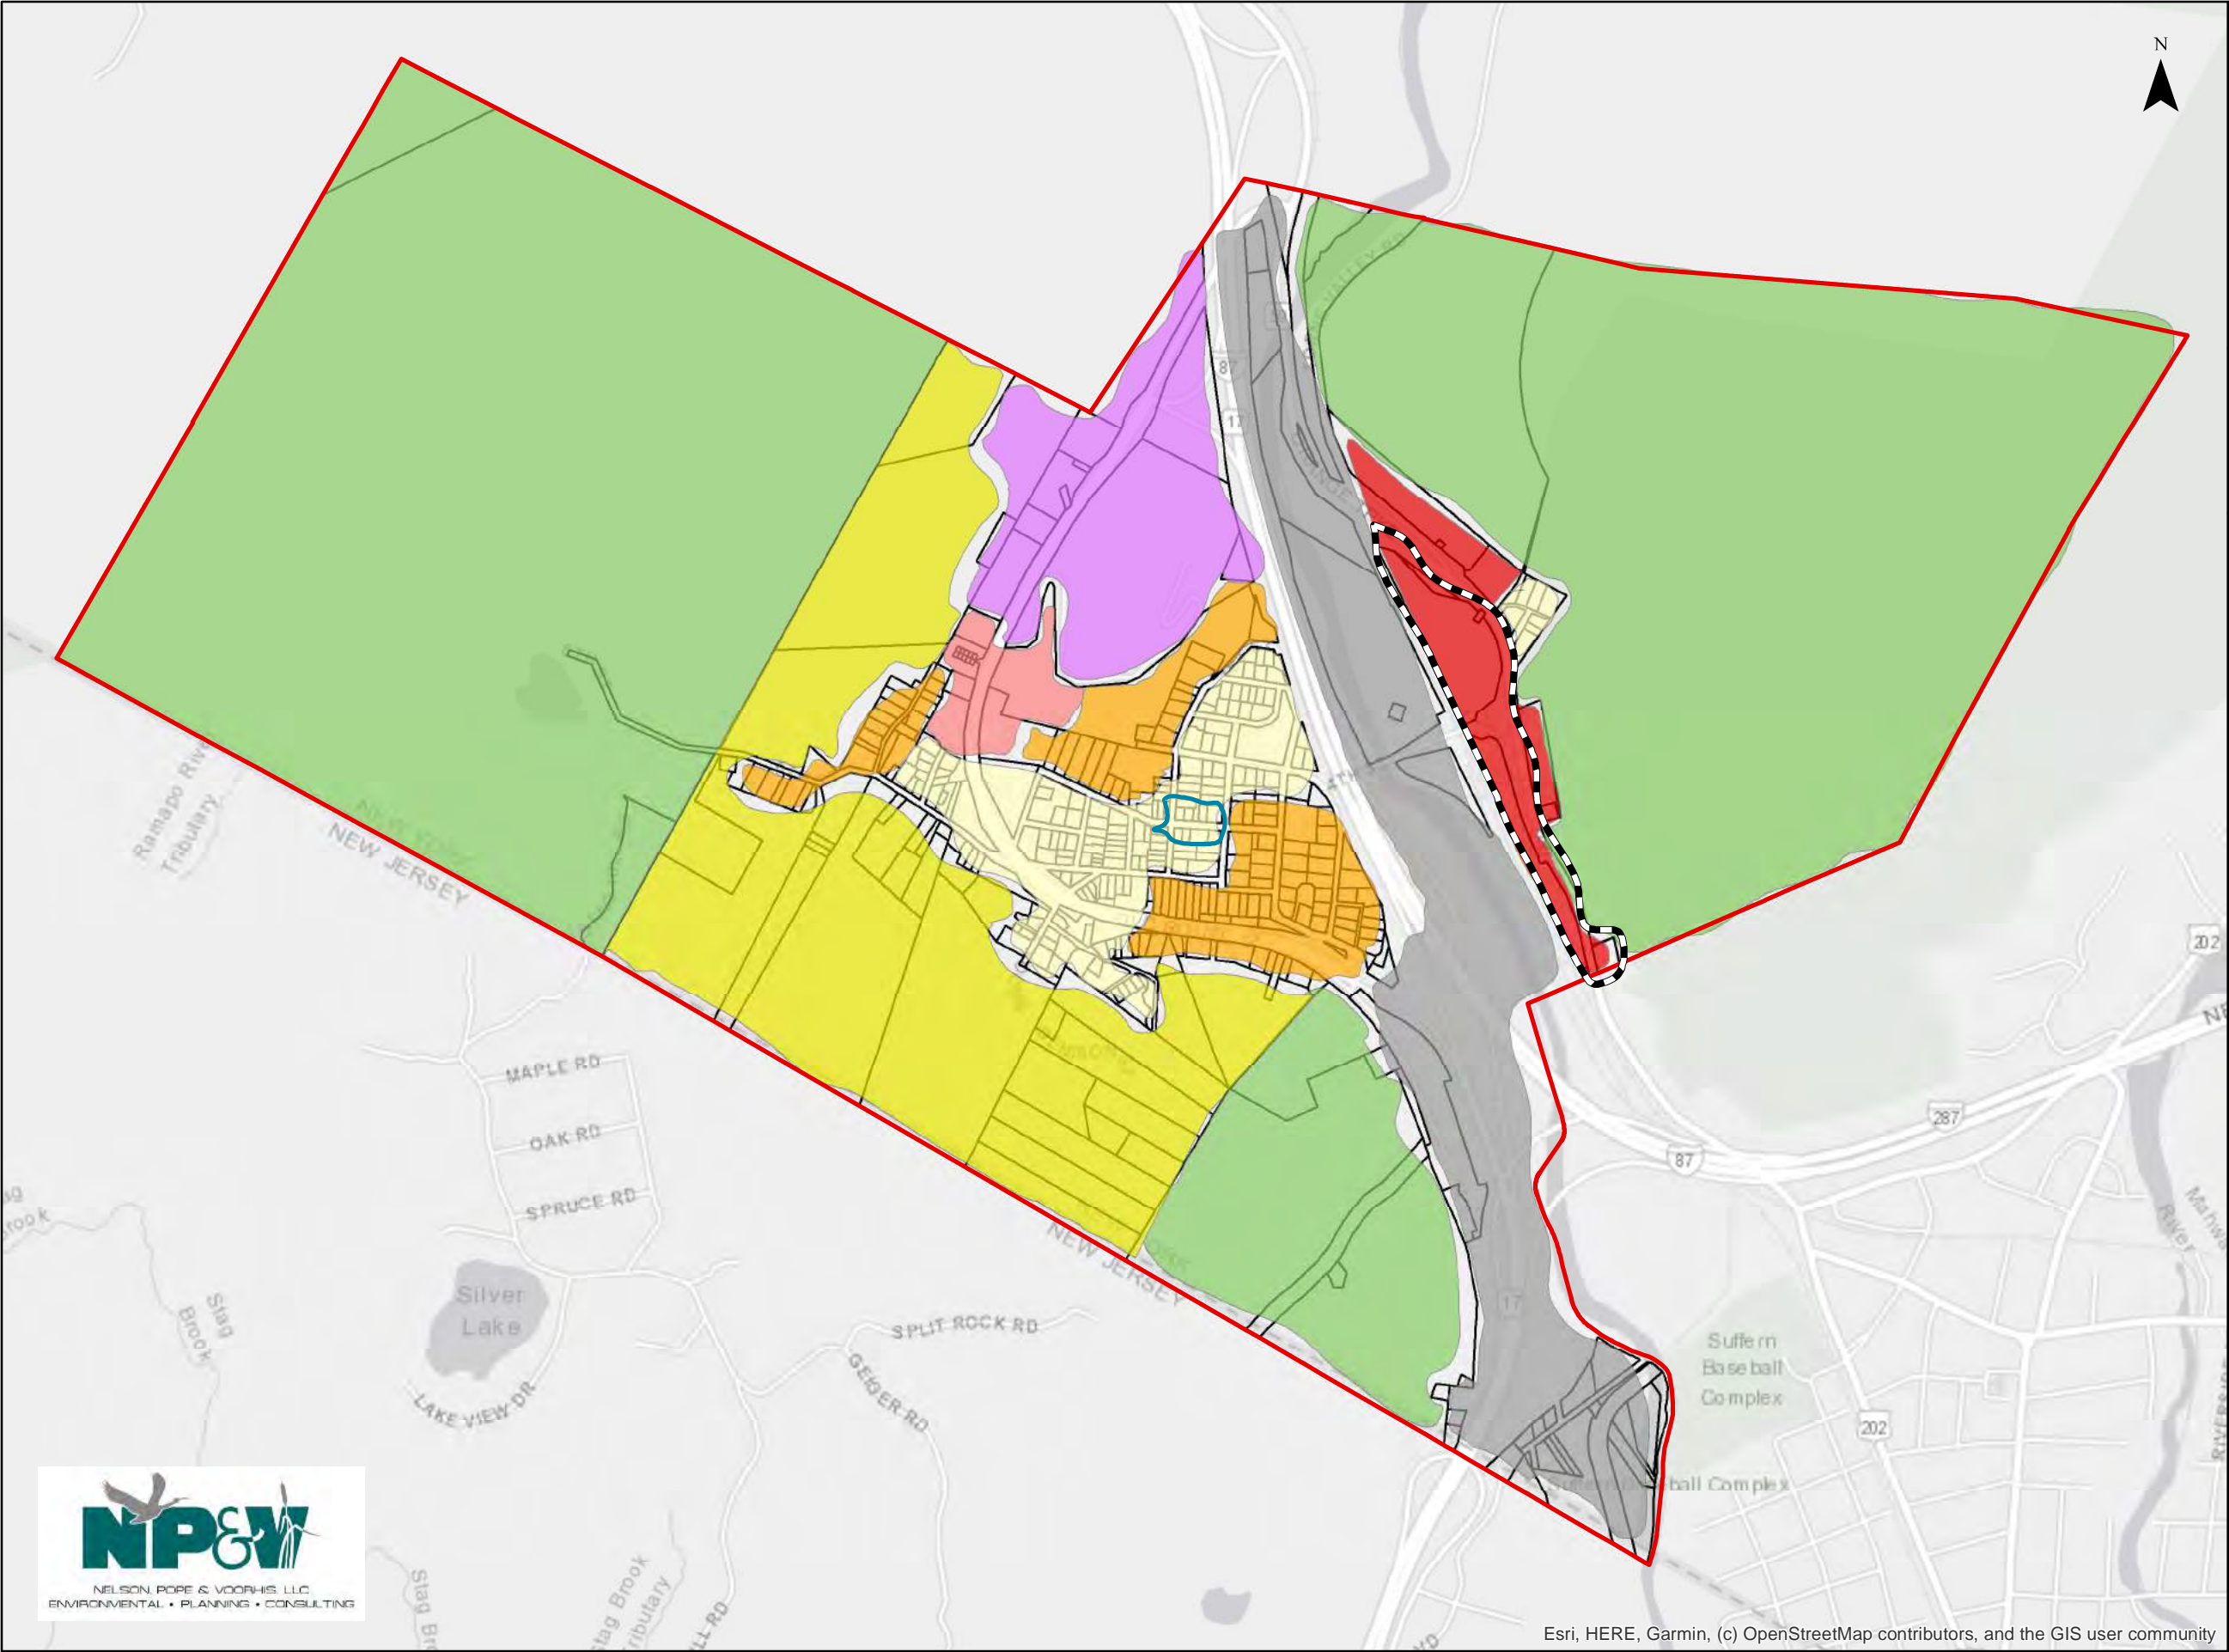 N
87
17
Ramapo River
Tributary
NEW YORK
NEW JERSEY
202
MAPLE RD
OAK RD
SPRUCE RD
287
87
NEW JERSEY
Silver
Lake
SPLIT ROCK RD
17
Suffern
Baseball
Complex
LAKE VIEW DR
GEIGER RD
Stag
Brook
202
NP&V
NELSON, POPE & VOORHIS, LLC
ENVIRONMENTAL • PLANNING • CONSULTING
Stag Brook
Tributary
River
Esri, HERE, Garmin, (c) OpenStreetMap contributors, and the GIS user community